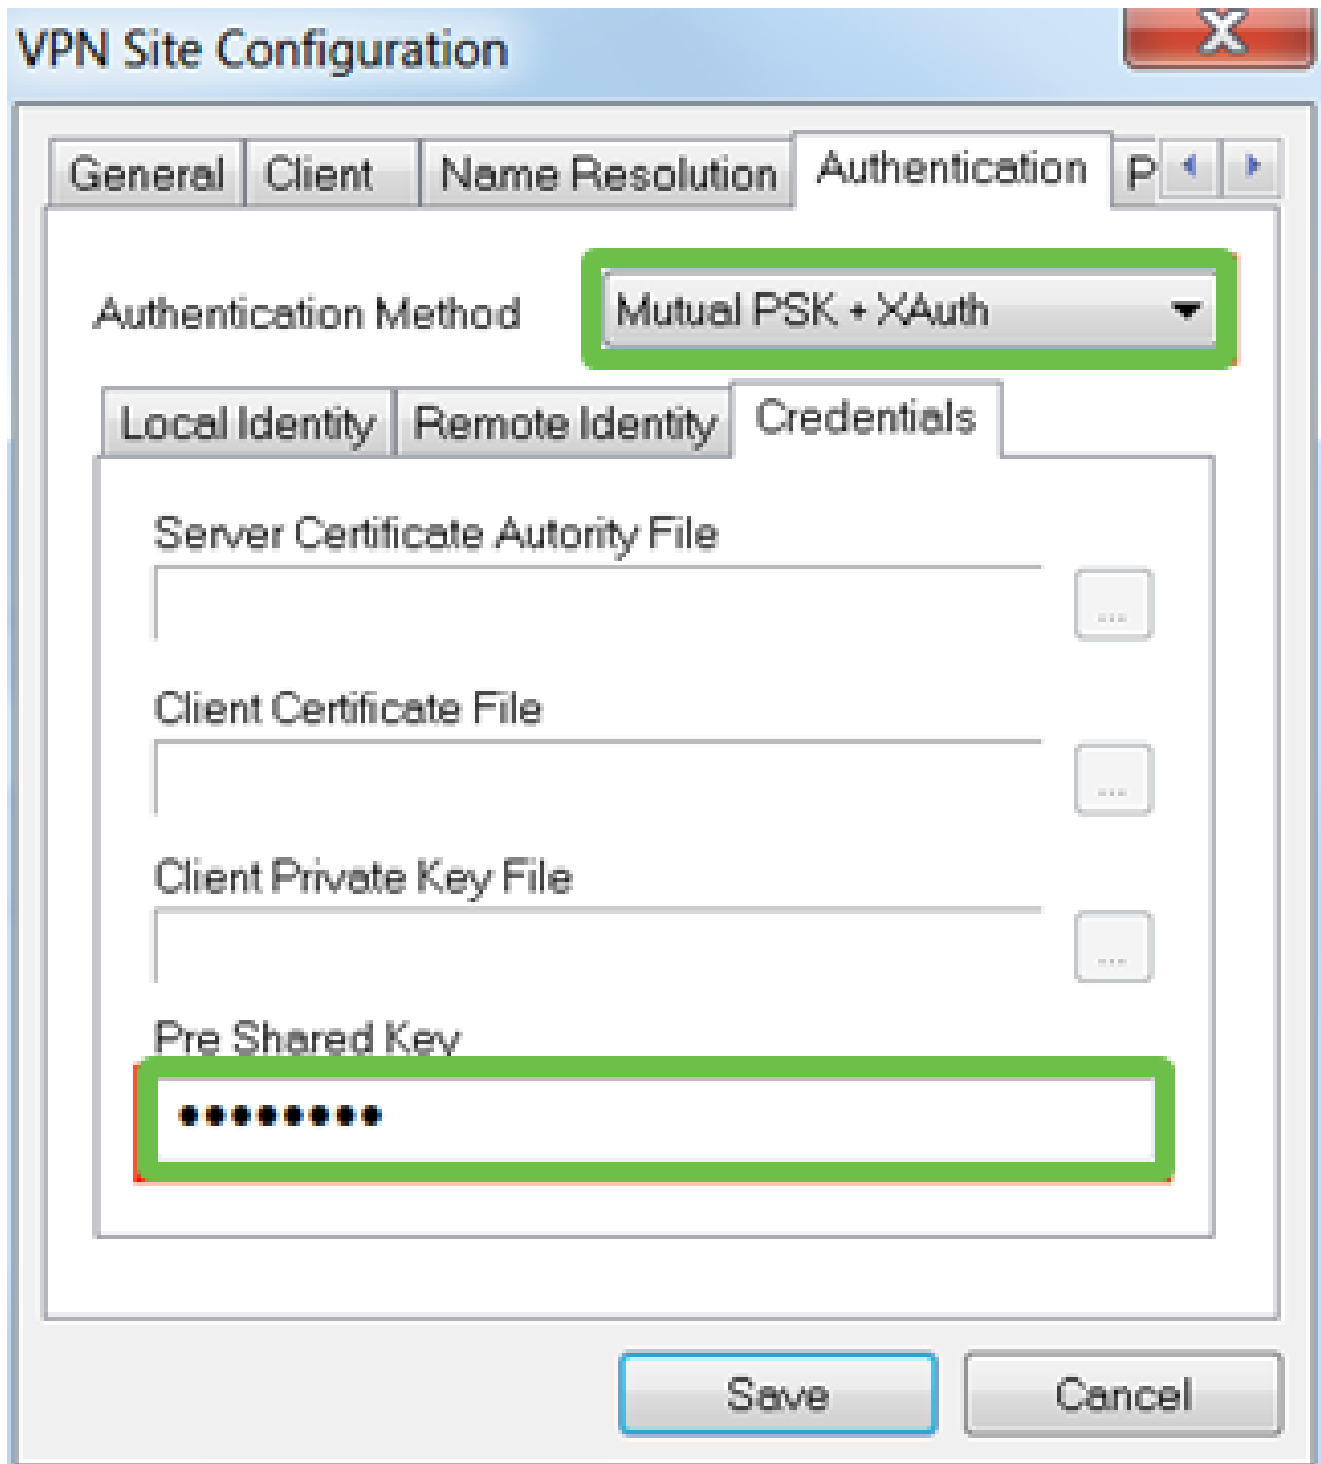 VPN Site Configuration
X
General Client Name Resolution Authentication P
Authentication Method Mutual PSK + XAuth
Local Identity Remote Identity Credentials
Server Certificate Autority File
...
Client Certificate File
...
Client Private Key File
...
Pre Shared Key
••••••••
Save Cancel